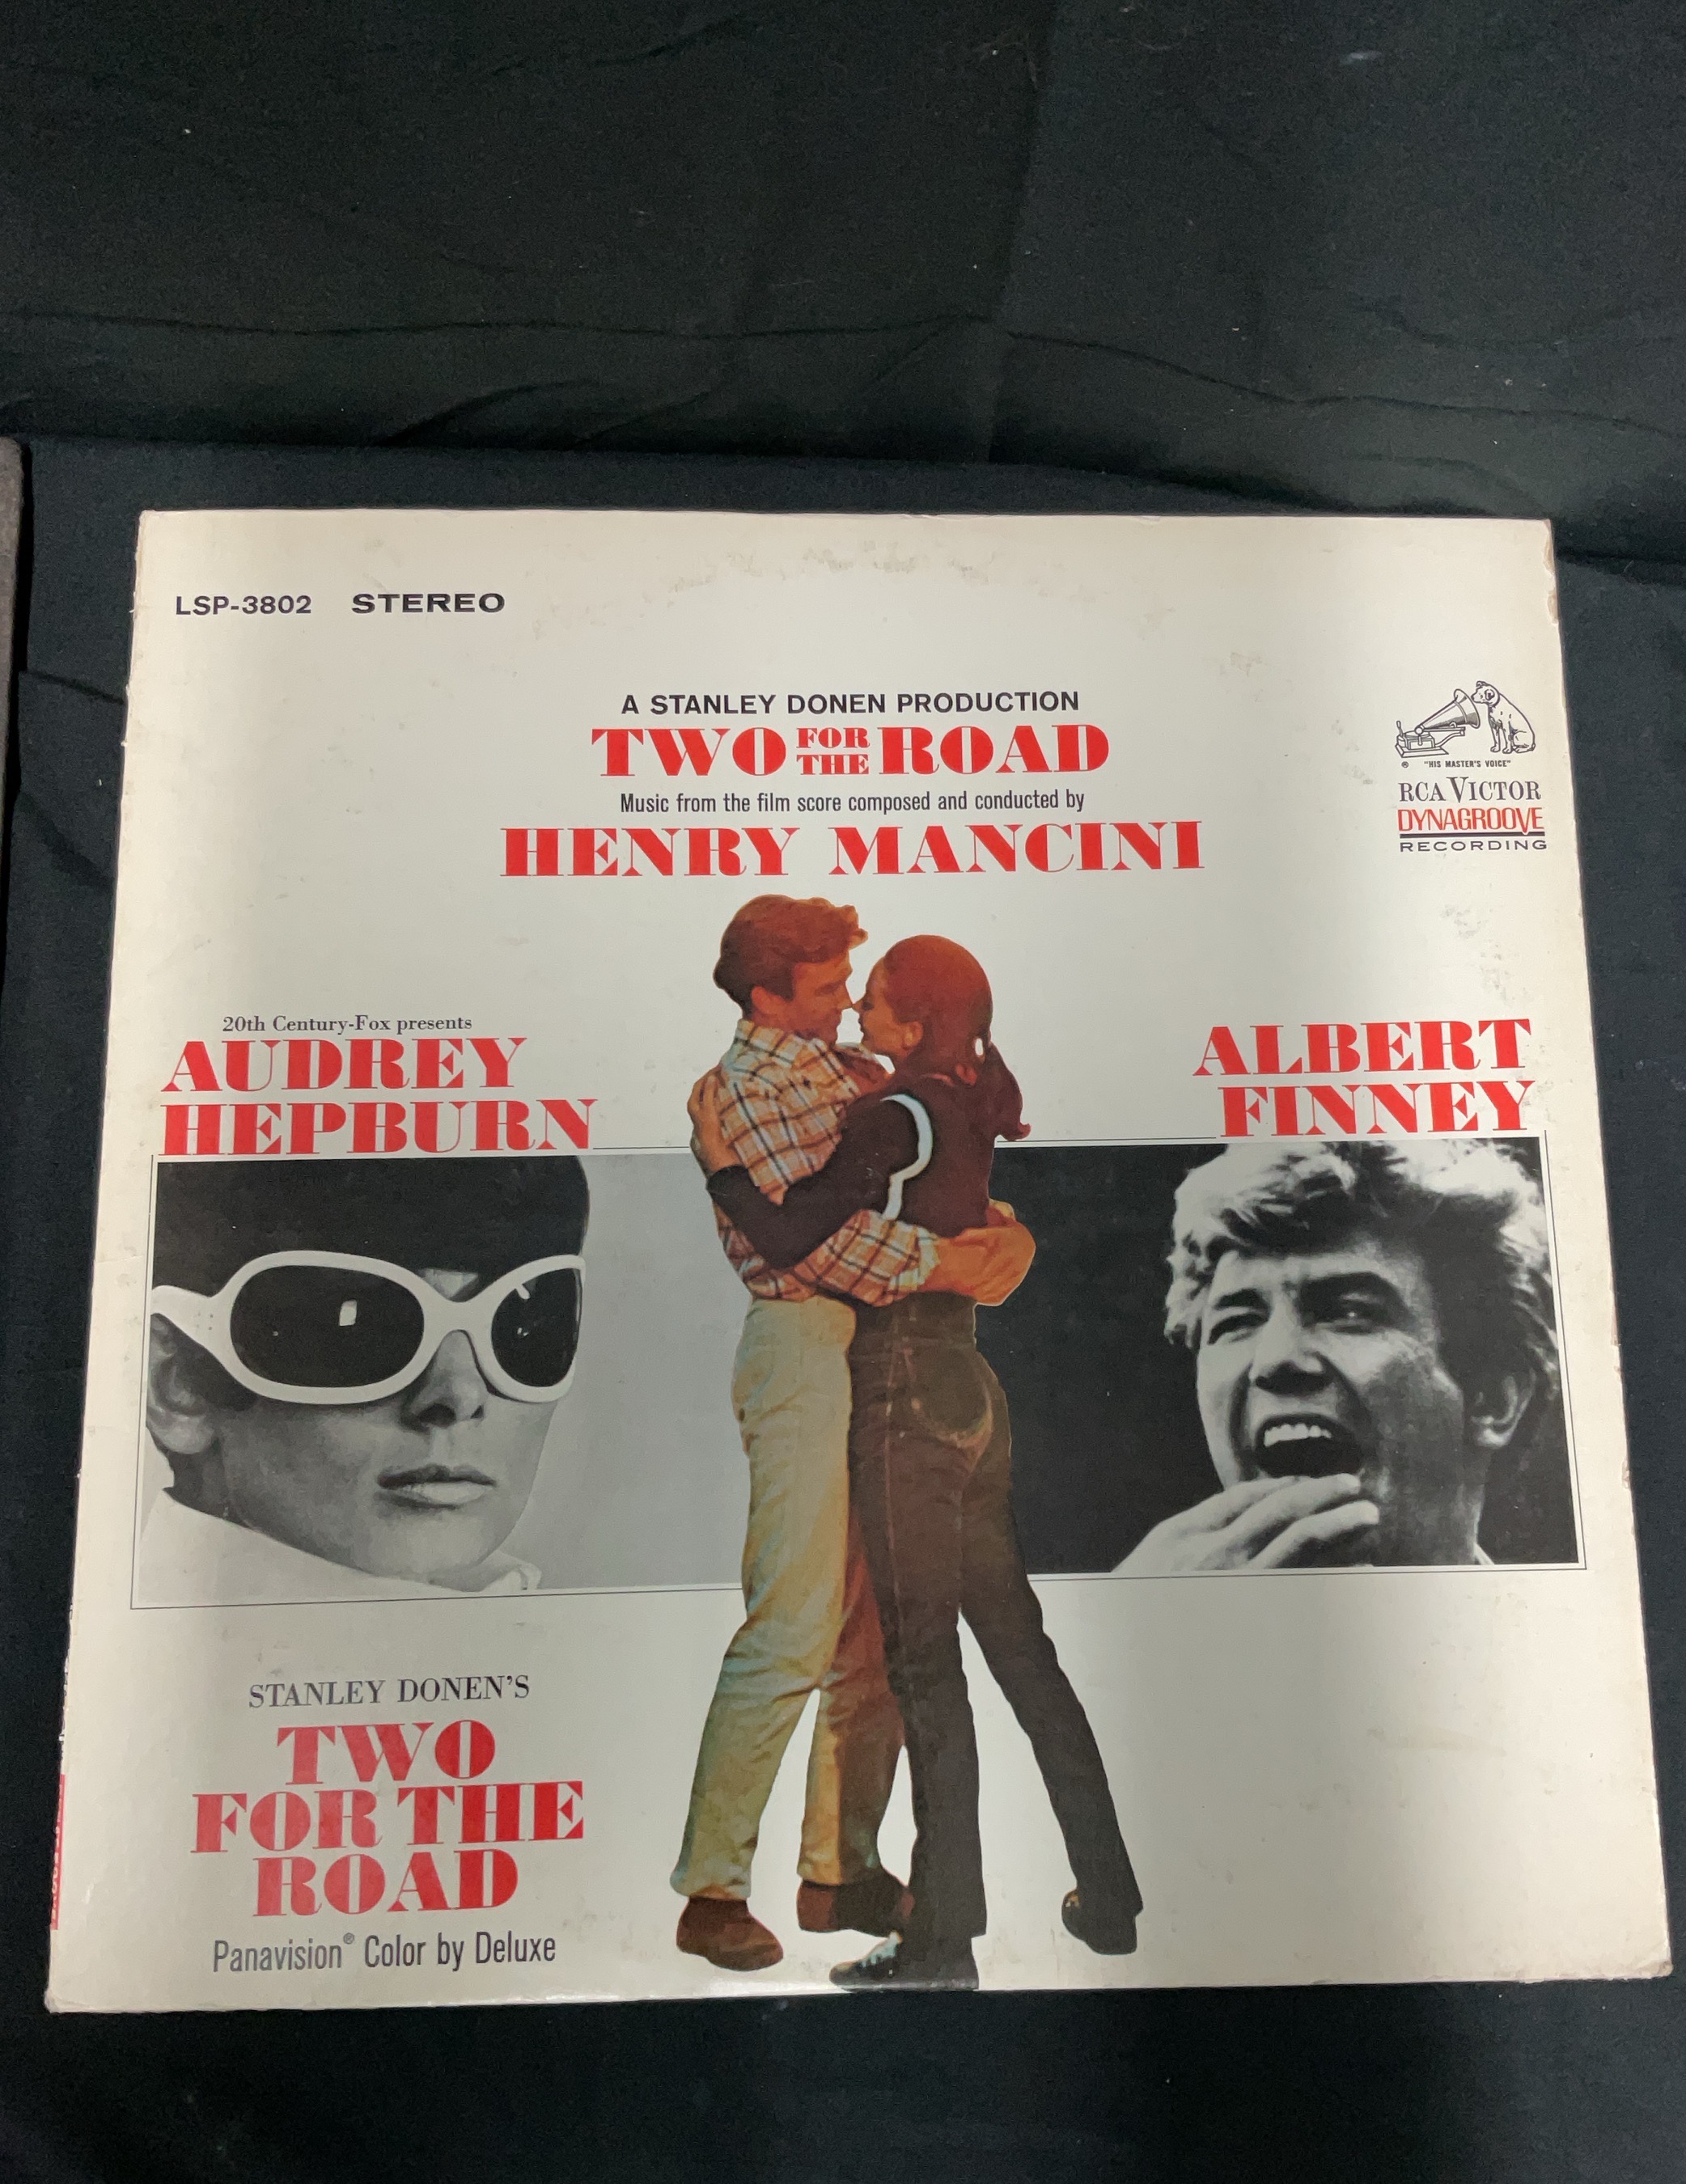 LSP-3802 STEREO
A STANLEY DONEN PRODUCTION
TWO FOR THE ROAD
Music from the film score composed and conducted by
HENRY MANCINI
® "HIS MASTER'S VOICE"
RCA VICTOR
DYNAGROOVE
RECORDING
20th Century-Fox presents
AUDREY
HEPBURN
ALBERT
FINNEY
STANLEY DONEN'S
TWO
FOR THE
ROAD
Panavision® Color by Deluxe